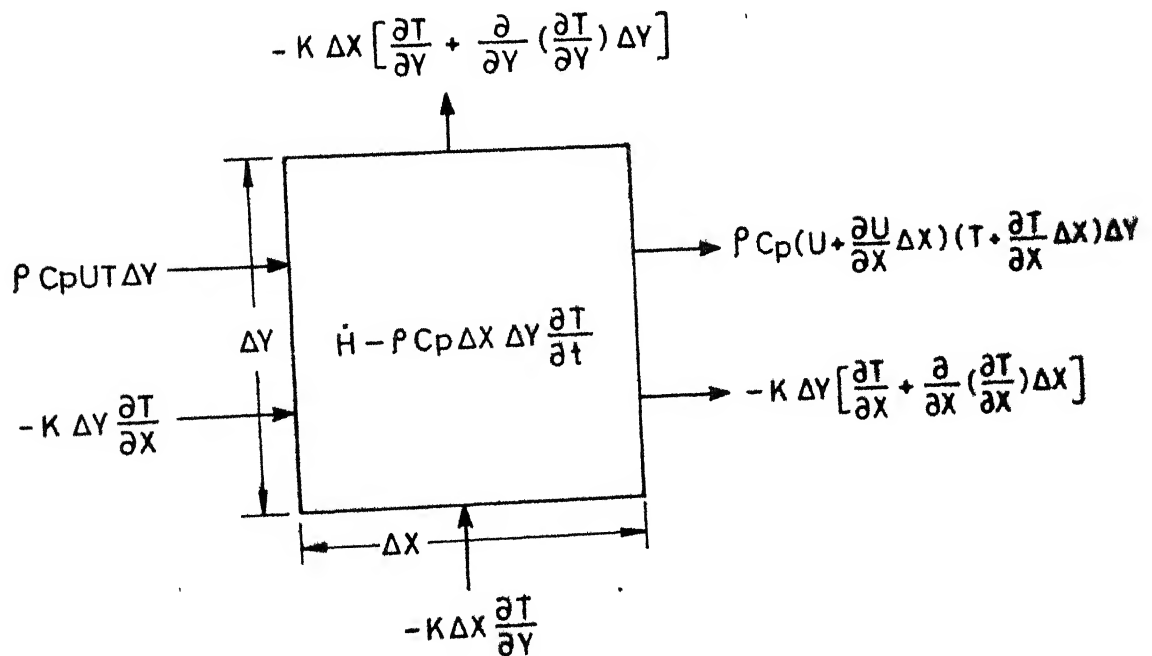 - K ΔX [∂T/∂Y + ∂/∂Y (∂T/∂Y) ΔY]
ρ Cp(U + ∂U/∂X ΔX) (T + ∂T/∂X ΔX) ΔY
ρ CpUT ΔY
ΔY
Ḣ - ρ Cp ΔX ΔY ∂T/∂t
- K ΔY ∂T/∂X
- K ΔY [∂T/∂X + ∂/∂X (∂T/∂X) ΔX]
ΔX
- K ΔX ∂T/∂Y